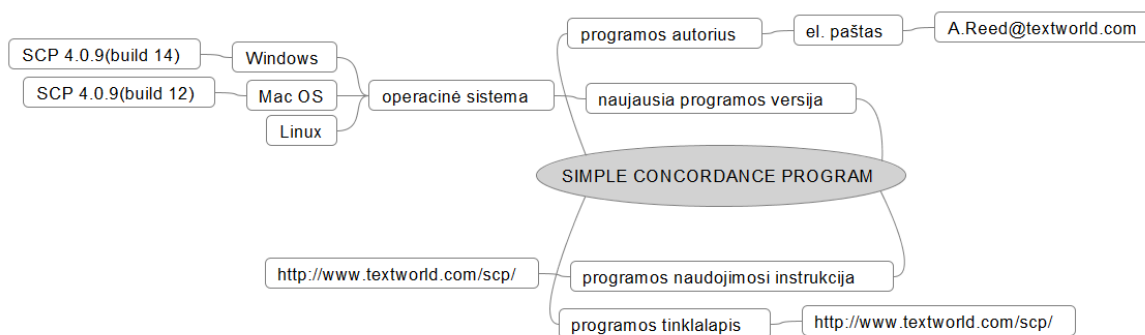 programos autorius
el. paštas
A.Reed@textworld.com
SCP 4.0.9(build 14)
Windows
SCP 4.0.9(build 12)
Mac OS
operacinė sistema
naujausia programos versija
Linux
SIMPLE CONCORDANCE PROGRAM
http://www.textworld.com/scp/
programos naudojimosi instrukcija
programos tinklalapis
http://www.textworld.com/scp/